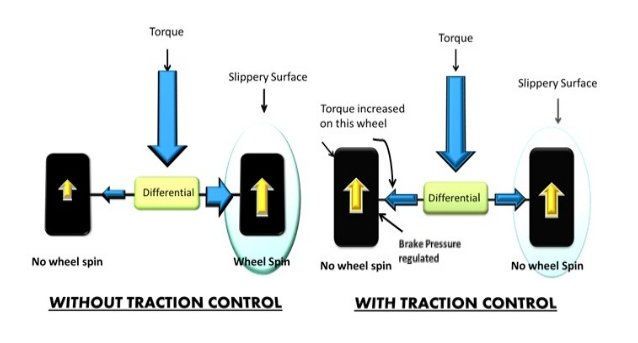 Torque
Slippery Surface
Differential
No wheel spin
Wheel Spin
WITHOUT TRACTION CONTROL
Torque
Slippery Surface
Torque increased
on this wheel
Differential
Brake Pressure
regulated
No wheel spin
No wheel Spin
WITH TRACTION CONTROL